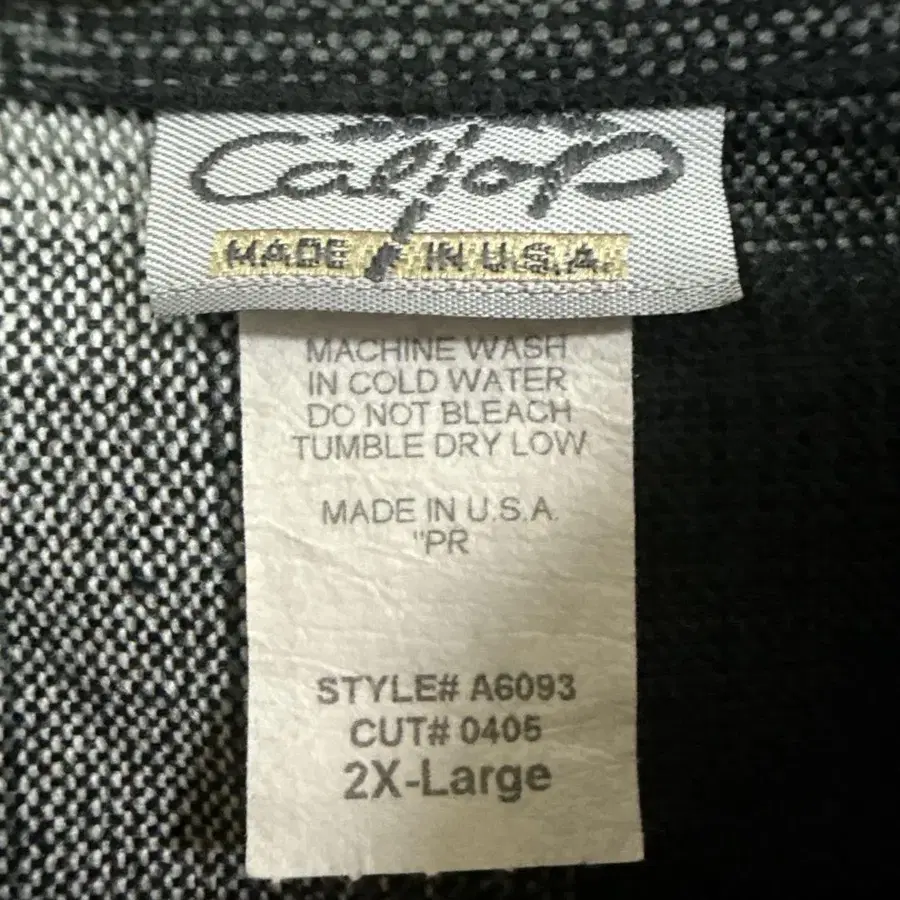 CalTop
MADE IN U.S.A.
MACHINE WASH
IN COLD WATER
DO NOT BLEACH
TUMBLE DRY LOW
MADE IN U.S.A.
"PR
STYLE# A6093
CUT# 0405
2X-Large